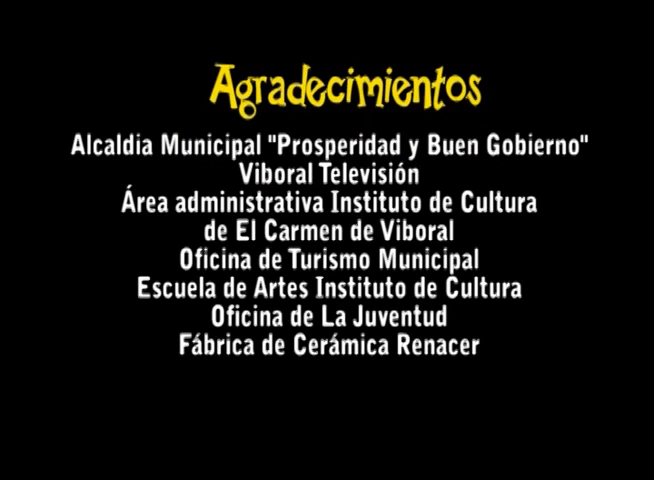 Agradecimientos
Alcaldia Municipal "Prosperidad y Buen Gobierno"
Viboral Televisión
Área administrativa Instituto de Cultura
de El Carmen de Viboral
Oficina de Turismo Municipal
Escuela de Artes Instituto de Cultura
Oficina de La Juventud
Fábrica de Cerámica Renacer